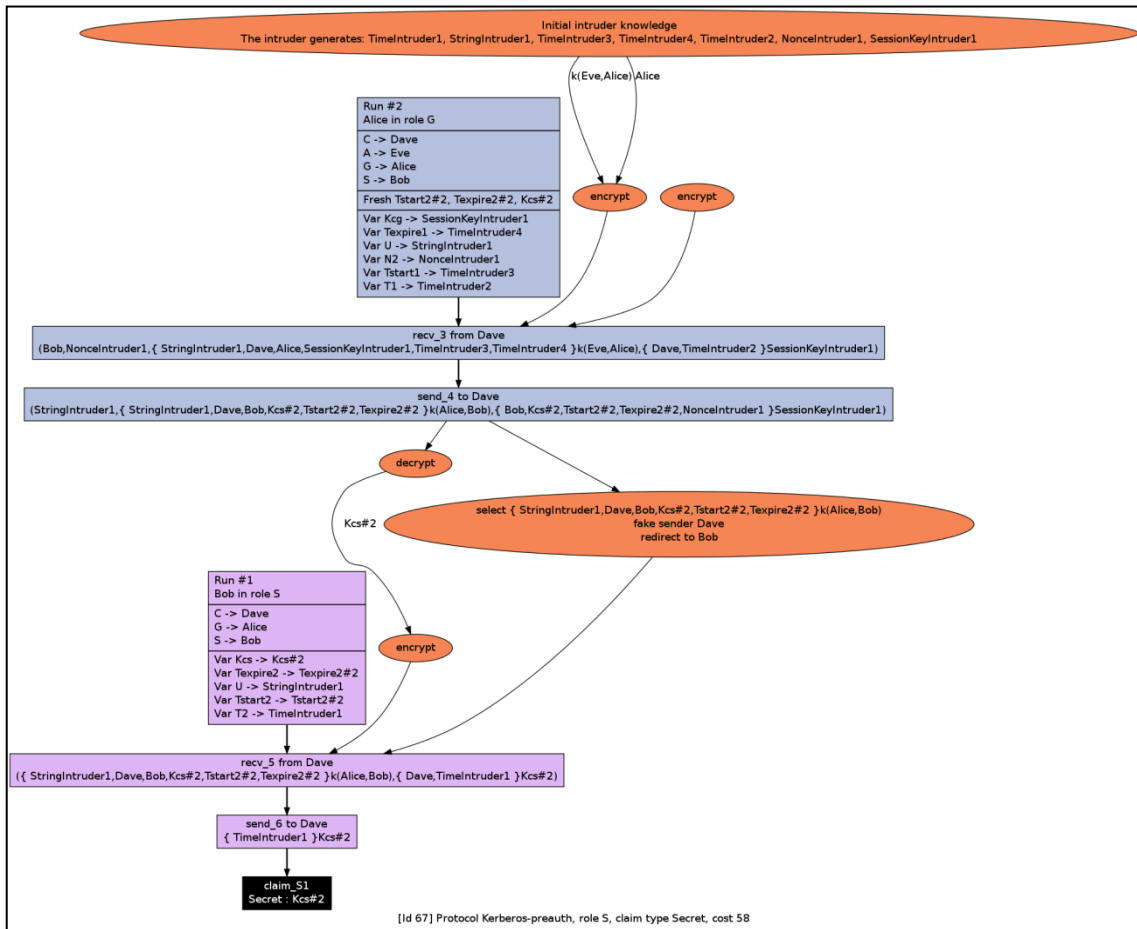 Initial intruder knowledge
The intruder generates: TimeIntruder1, StringIntruder1, TimeIntruder3, TimeIntruder4, TimeIntruder2, NonceIntruder1, SessionKeyIntruder1
k(Eve,Alice)
Alice
Run #2
Alice in role G
C -> Dave
A -> Eve
G -> Alice
S -> Bob
Fresh Tstart2#2, Texpire2#2, Kcs#2
Var Kcg -> SessionKeyIntruder1
Var Texpire1 -> TimeIntruder4
Var U -> StringIntruder1
Var N2 -> NonceIntruder1
Var Tstart1 -> TimeIntruder3
Var T1 -> TimeIntruder2
encrypt
encrypt
recv_3 from Dave
(Bob,NonceIntruder1,{ StringIntruder1,Dave,Alice,SessionKeyIntruder1,TimeIntruder3,TimeIntruder4 }k(Eve,Alice),{ Dave,TimeIntruder2 }SessionKeyIntruder1)
send_4 to Dave
(StringIntruder1,{ StringIntruder1,Dave,Bob,Kcs#2,Tstart2#2,Texpire2#2 }k(Alice,Bob),{ Bob,Kcs#2,Tstart2#2,Texpire2#2,NonceIntruder1 }SessionKeyIntruder1)
decrypt
select { StringIntruder1,Dave,Bob,Kcs#2,Tstart2#2,Texpire2#2 }k(Alice,Bob)
fake sender Dave
redirect to Bob
Kcs#2
Run #1
Bob in role S
C -> Dave
G -> Alice
S -> Bob
Var Kcs -> Kcs#2
Var Texpire2 -> Texpire2#2
Var U -> StringIntruder1
Var Tstart2 -> Tstart2#2
Var T2 -> TimeIntruder1
encrypt
recv_5 from Dave
({ StringIntruder1,Dave,Bob,Kcs#2,Tstart2#2,Texpire2#2 }k(Alice,Bob),{ Dave,TimeIntruder1 }Kcs#2)
send_6 to Dave
{ TimeIntruder1 }Kcs#2
claim_S1
Secret : Kcs#2
[Id 67] Protocol Kerberos-preauth, role S, claim type Secret, cost 58